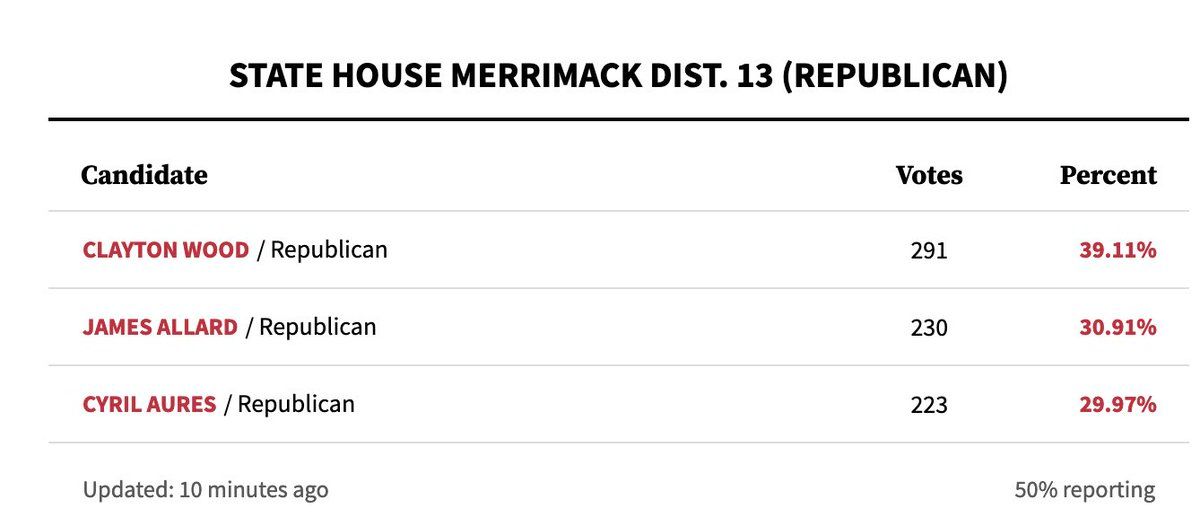 STATE HOUSE MERRIMACK DIST. 13 (REPUBLICAN)
Candidate Votes Percent
CLAYTON WOOD / Republican 291 39.11%
JAMES ALLARD / Republican 230 30.91%
CYRIL AURES / Republican 223 29.97%
Updated: 10 minutes ago 50% reporting